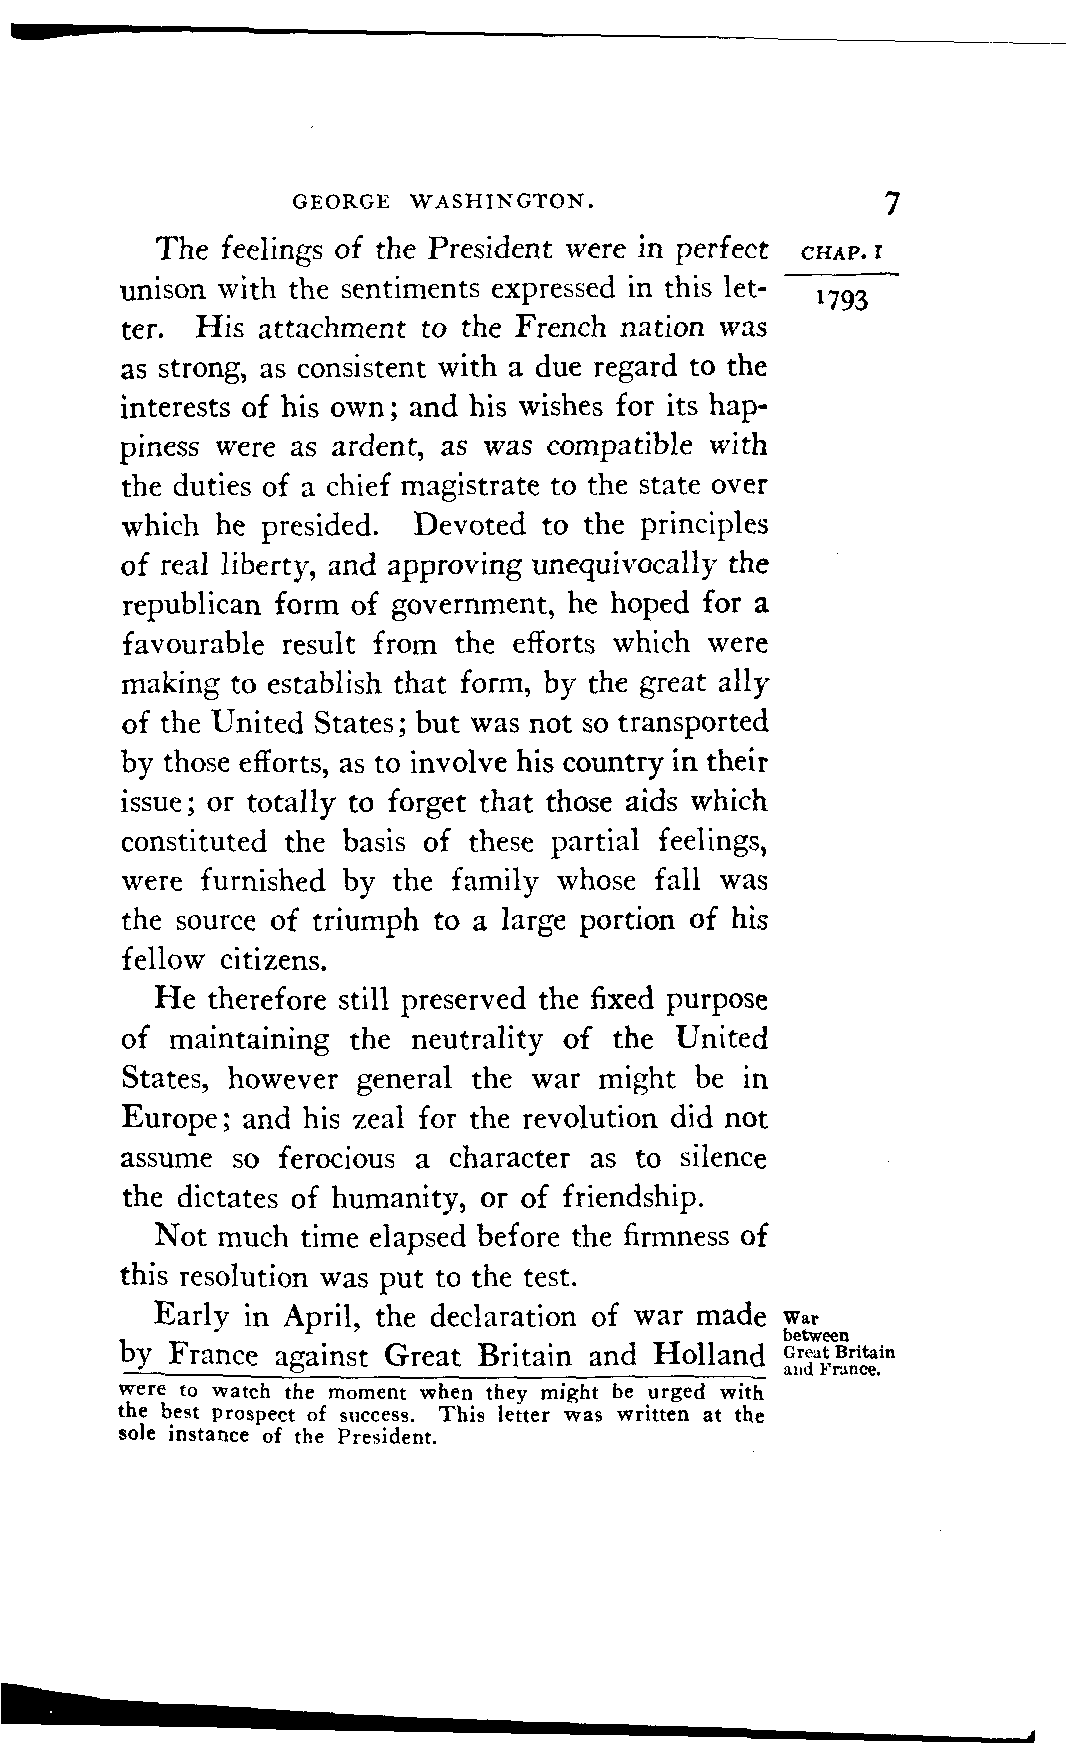 GEORGE WASHINGTON. 7
The feelings of the President were in perfect
CHAP. I
unison with the sentiments expressed in this let-
1793
ter. His attachment to the French nation was
as strong, as consistent with a due regard to the
interests of his own; and his wishes for its hap-
piness were as ardent, as was compatible with
the duties of a chief magistrate to the state over
which he presided. Devoted to the principles
of real liberty, and approving unequivocally the
republican form of government, he hoped for a
favourable result from the efforts which were
making to establish that form, by the great ally
of the United States; but was not so transported
by those efforts, as to involve his country in their
issue; or totally to forget that those aids which
constituted the basis of these partial feelings,
were furnished by the family whose fall was
the source of triumph to a large portion of his
fellow citizens.
He therefore still preserved the fixed purpose
of maintaining the neutrality of the United
States, however general the war might be in
Europe; and his zeal for the revolution did not
assume so ferocious a character as to silence
the dictates of humanity, or of friendship.
Not much time elapsed before the firmness of
this resolution was put to the test.
Early in April, the declaration of war made
by France against Great Britain and Holland
War
between
Great Britain
and France.
were to watch the moment when they might be urged with
the best prospect of success. This letter was written at the
sole instance of the President.